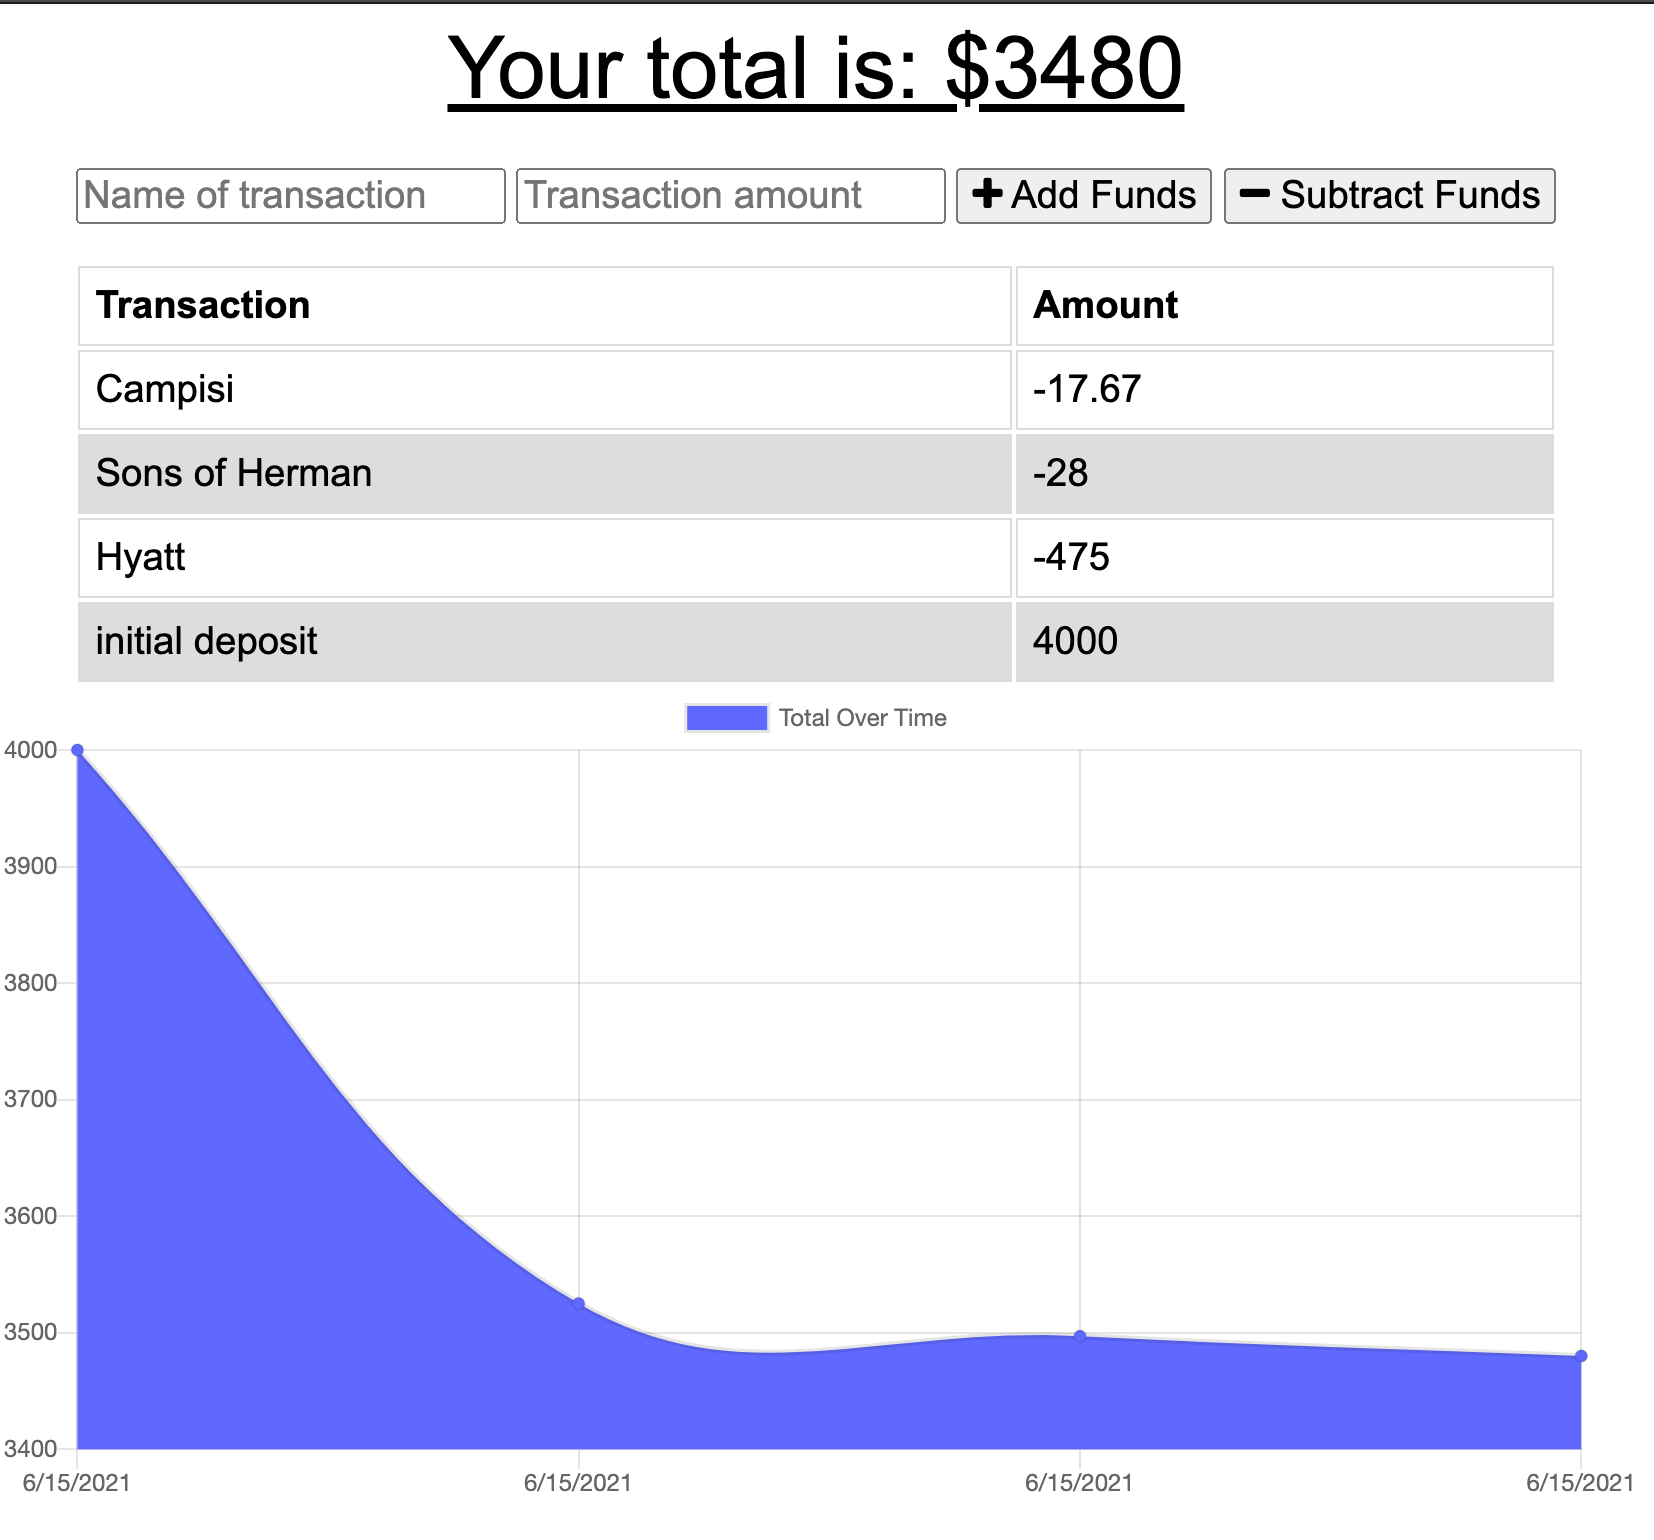 Your total is: $3480
Name of transaction Transaction amount + Add Funds − Subtract Funds
Transaction Amount
Campisi -17.67
Sons of Herman -28
Hyatt -475
initial deposit 4000
Total Over Time
4000
3900
3800
3700
3600
3500
3400
6/15/2021 6/15/2021 6/15/2021 6/15/2021